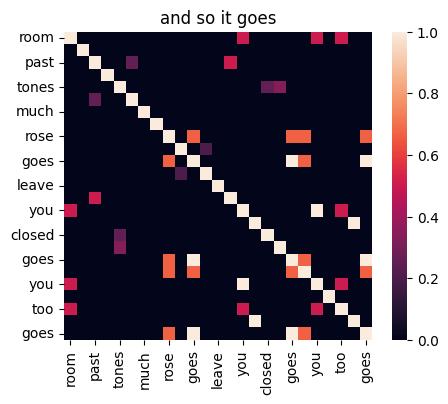 and so it goes
room
past
tones
much
rose
goes
leave
you
closed
goes
you
too
goes
1.0
0.8
0.6
0.4
0.2
0.0
room
past
tones
much
rose
goes
leave
you
closed
goes
you
too
goes